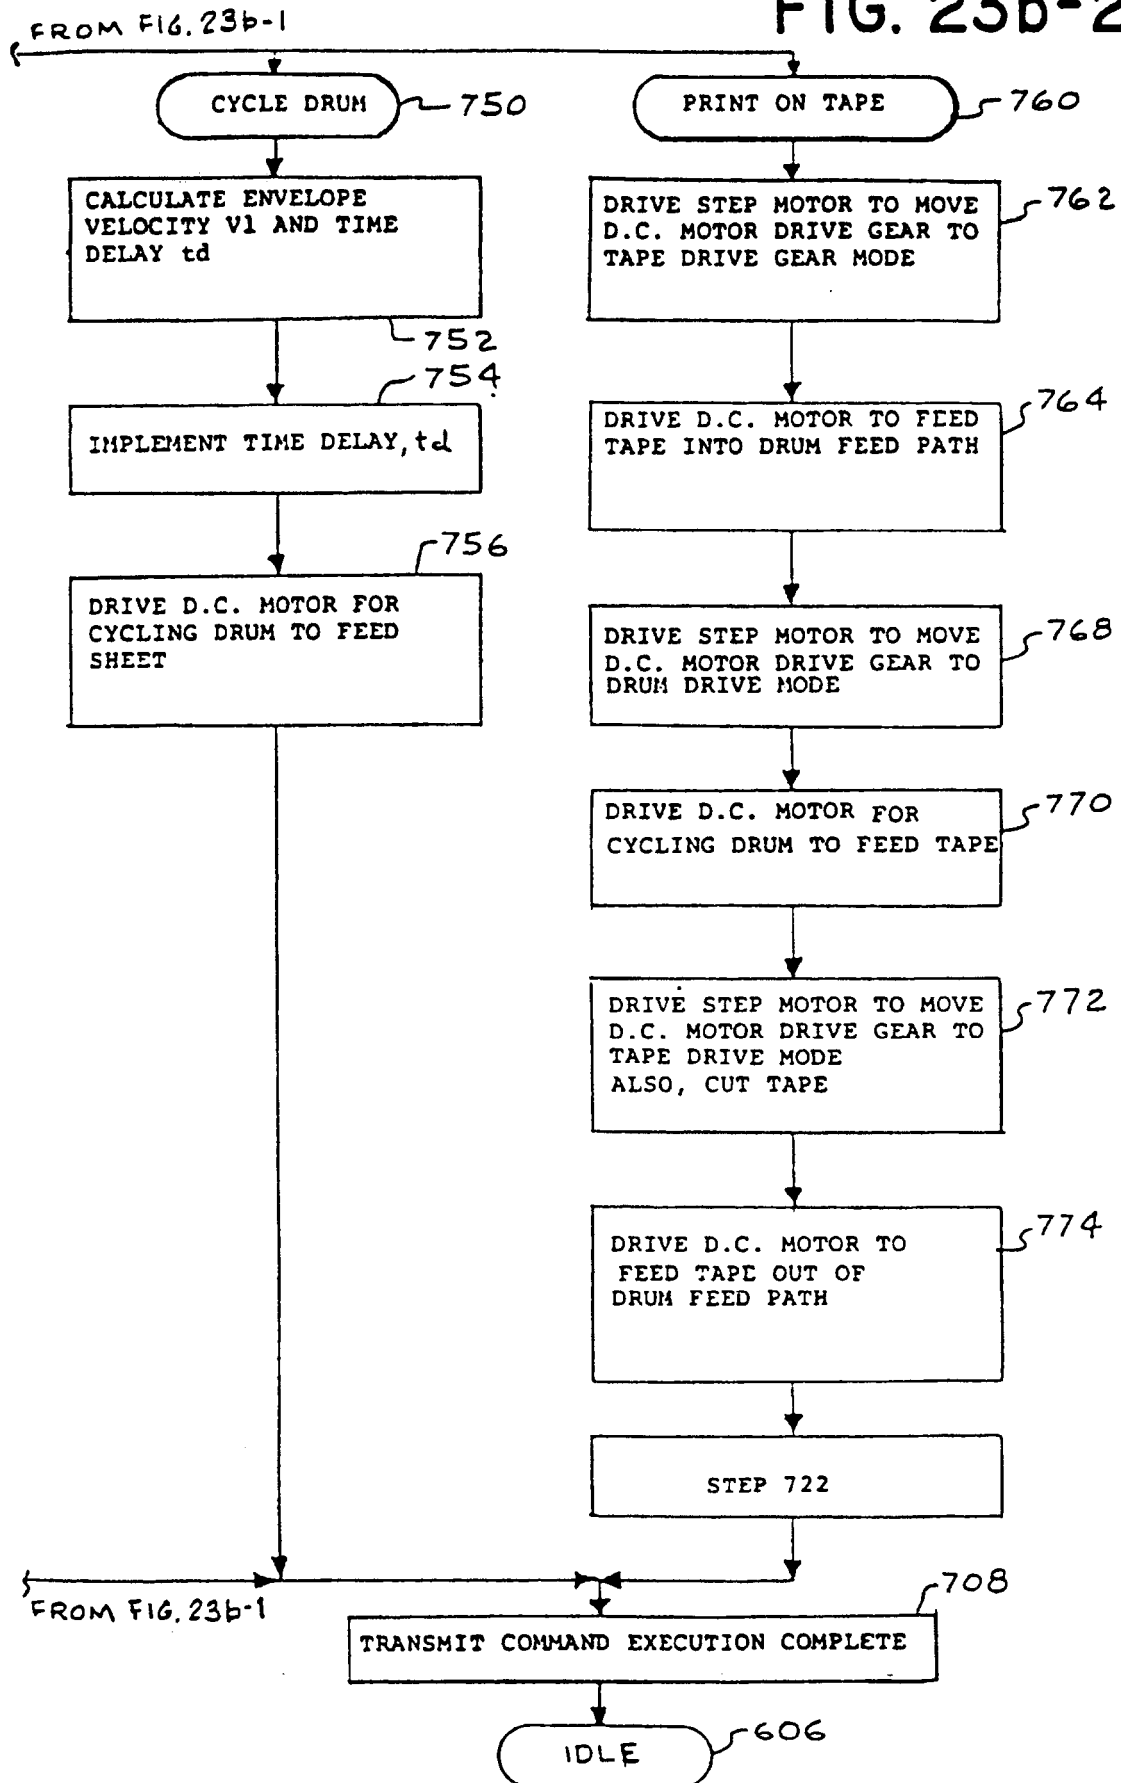 FIG. 23b-2
FROM FIG. 23b-1
CYCLE DRUM
750
CALCULATE ENVELOPE
VELOCITY V1 AND TIME
DELAY td
752
754
IMPLEMENT TIME DELAY, td
756
DRIVE D.C. MOTOR FOR
CYCLING DRUM TO FEED
SHEET
PRINT ON TAPE
760
DRIVE STEP MOTOR TO MOVE
D.C. MOTOR DRIVE GEAR TO
TAPE DRIVE GEAR MODE
762
DRIVE D.C. MOTOR TO FEED
TAPE INTO DRUM FEED PATH
764
DRIVE STEP MOTOR TO MOVE
D.C. MOTOR DRIVE GEAR TO
DRUM DRIVE MODE
768
DRIVE D.C. MOTOR FOR
CYCLING DRUM TO FEED TAPE
770
DRIVE STEP MOTOR TO MOVE
D.C. MOTOR DRIVE GEAR TO
TAPE DRIVE MODE
ALSO, CUT TAPE
772
DRIVE D.C. MOTOR TO
FEED TAPE OUT OF
DRUM FEED PATH
774
STEP 722
FROM FIG. 23b-1
708
TRANSMIT COMMAND EXECUTION COMPLETE
IDLE
606